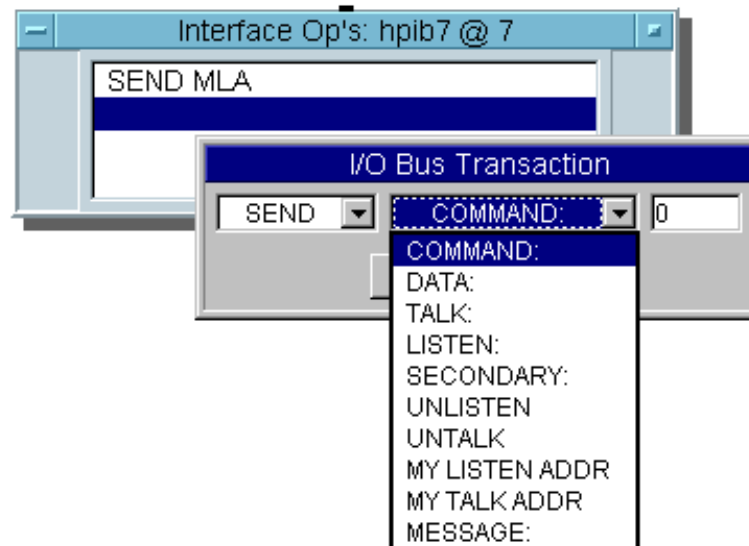 Interface Op's: hpib7 @ 7
SEND MLA
I/O Bus Transaction
SEND COMMAND: 0
COMMAND:
DATA:
TALK:
LISTEN:
SECONDARY:
UNLISTEN
UNTALK
MY LISTEN ADDR
MY TALK ADDR
MESSAGE: